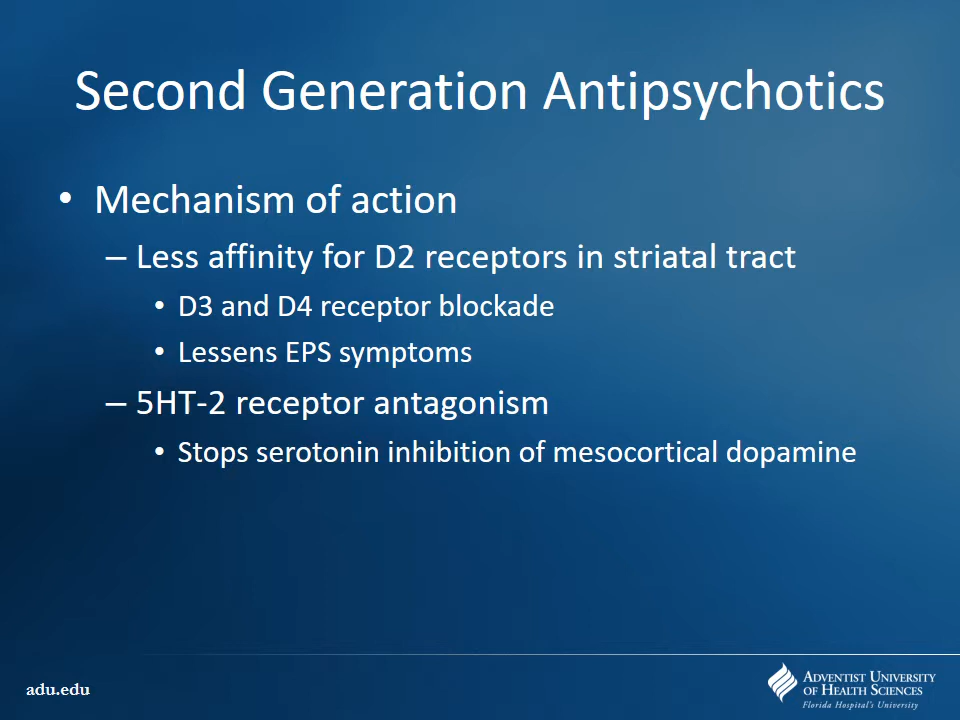 Second Generation Antipsychotics
• Mechanism of action
– Less affinity for D2 receptors in striatal tract
• D3 and D4 receptor blockade
• Lessens EPS symptoms
– 5HT-2 receptor antagonism
• Stops serotonin inhibition of mesocortical dopamine
adu.edu
ADVENTIST UNIVERSITY
OF HEALTH SCIENCES
Florida Hospital's University